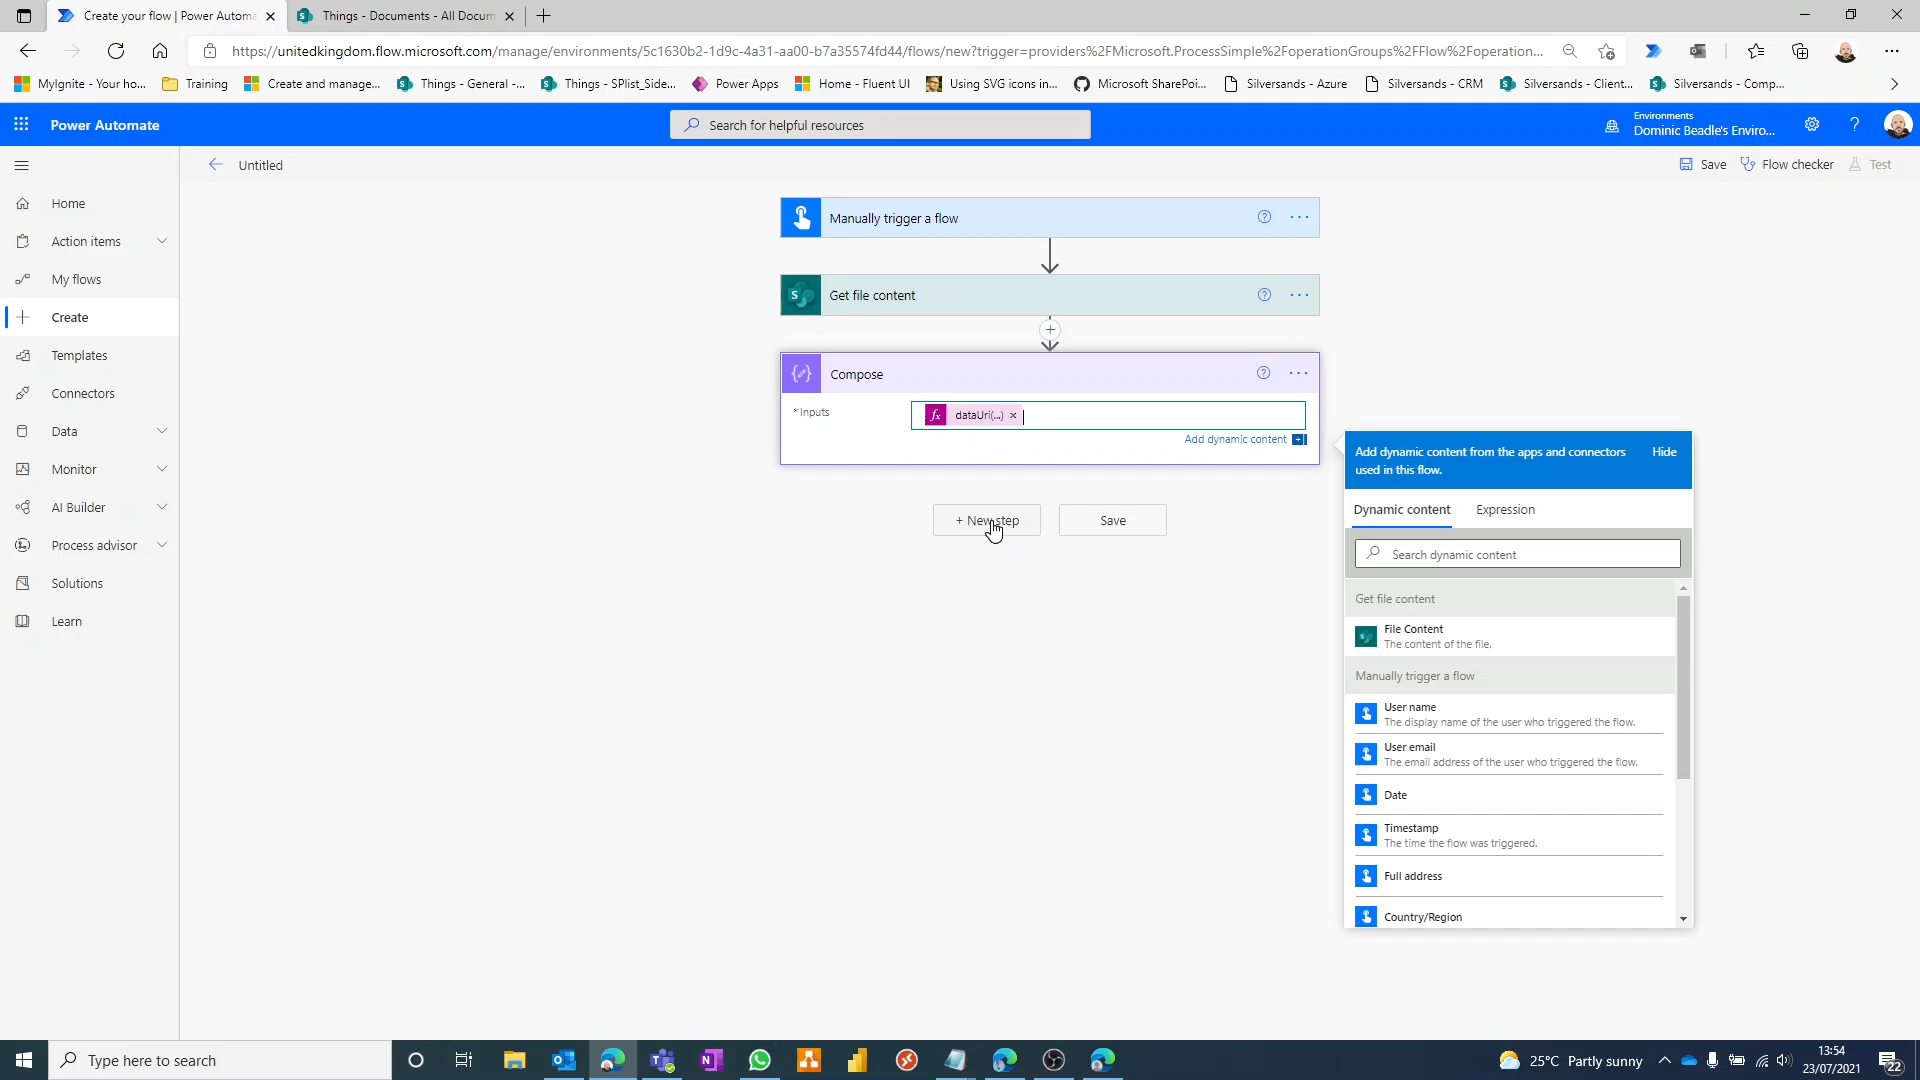 Create your flow | Power Automa
Things - Documents - All Docum
https://unitedkingdom.flow.microsoft.com/manage/environments/5c1630b2-1d9c-4a31-aa00-b7a35574fd44/flows/new?trigger=providers%2FMicrosoft.ProcessSimple%2FoperationGroups%2FFlow%2Foperation...
MyIgnite - Your ho...
Training
Create and manage...
Things - General -...
Things - SPlist_Side...
Power Apps
Home - Fluent UI
Using SVG icons in...
Microsoft SharePoi...
Silversands - Azure
Silversands - CRM
Silversands - Client...
Silversands - Comp...
Power Automate
Search for helpful resources
Environments
Dominic Beadle's Enviro...
Untitled
Save
Flow checker
Test
Home
Action items
My flows
Create
Templates
Connectors
Data
Monitor
AI Builder
Process advisor
Solutions
Learn
Manually trigger a flow
Get file content
Compose
* Inputs
fx dataUri(...)
Add dynamic content
+ New step
Save
Add dynamic content from the apps and connectors
used in this flow.
Hide
Dynamic content
Expression
Search dynamic content
Get file content
File Content
The content of the file.
Manually trigger a flow
User name
The display name of the user who triggered the flow.
User email
The email address of the user who triggered the flow.
Date
Timestamp
The time the flow was triggered.
Full address
Country/Region
Type here to search
25°C Partly sunny
13:54
23/07/2021
22